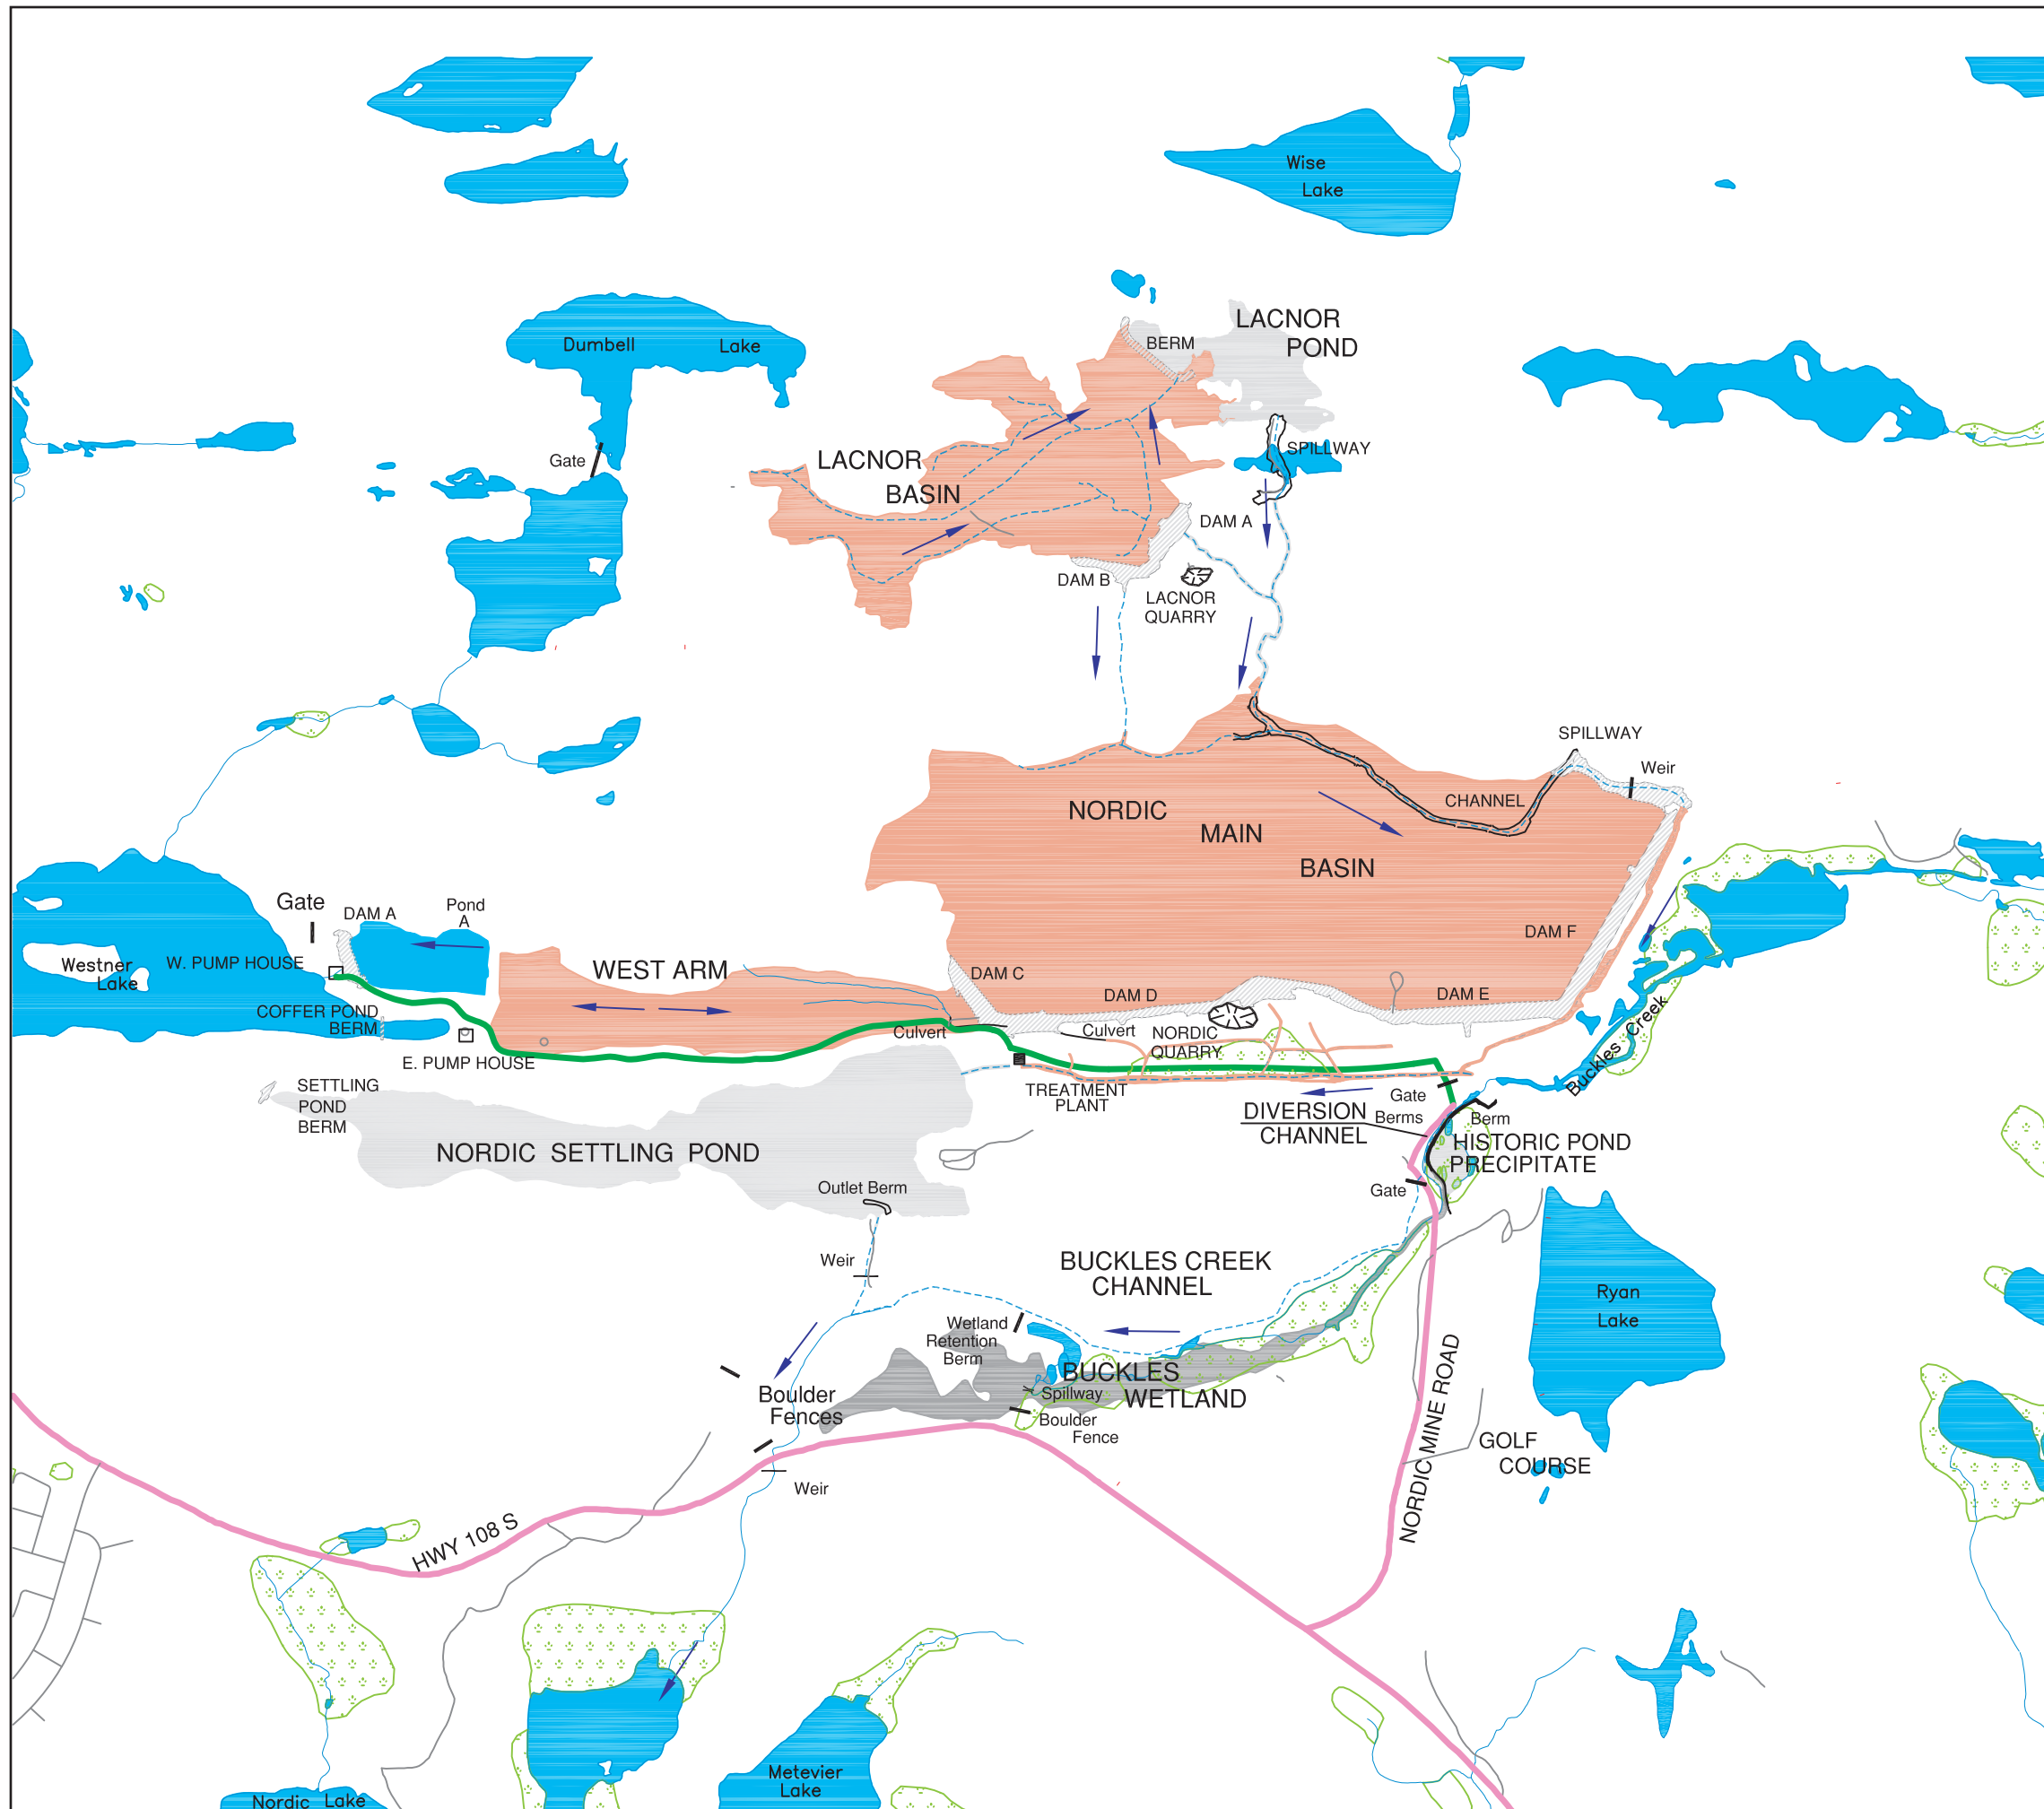 Wise
Lake
LACNOR
POND
BERM
Dumbell Lake
SPILLWAY
Gate
LACNOR
BASIN
DAM A
DAM B
LACNOR
QUARRY
SPILLWAY
Weir
CHANNEL
NORDIC
MAIN
BASIN
Gate
DAM A
Pond
A
DAM F
W. PUMP HOUSE
Westner
Lake
WEST ARM
DAM C
DAM D
DAM E
COFFER POND
BERM
Culvert
Culvert
NORDIC
QUARRY
Buckles Creek
E. PUMP HOUSE
SETTLING
POND
BERM
TREATMENT
PLANT
Gate
DIVERSION
CHANNEL
Berms
Berm
HISTORIC POND
PRECIPITATE
NORDIC SETTLING POND
Outlet Berm
Gate
Weir
BUCKLES CREEK
CHANNEL
Ryan
Lake
Wetland
Retention
Berm
BUCKLES
WETLAND
Spillway
Boulder
Fences
Boulder
Fence
NORDIC MINE ROAD
GOLF
COURSE
Weir
HWY 108 S
Metevier
Lake
Nordic Lake